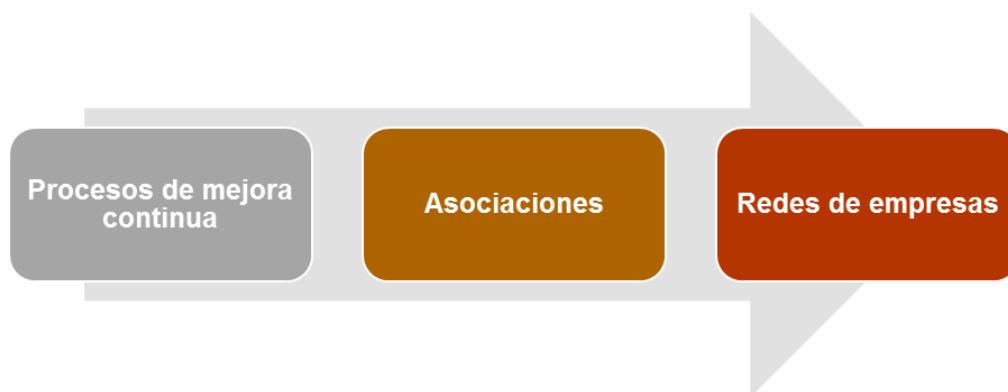 Procesos de mejora
continua
Asociaciones
Redes de empresas